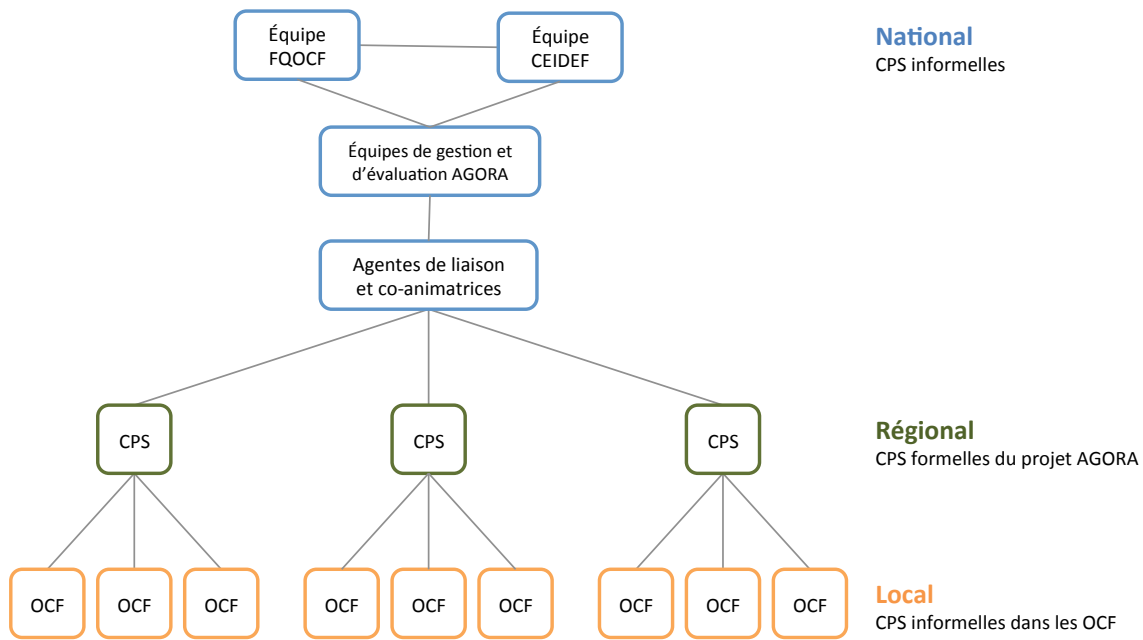 Équipe
FQOCF
Équipe
CEIDEF
National
CPS informelles
Équipes de gestion et
d'évaluation AGORA
Agentes de liaison
et co-animatrices
CPS
CPS
CPS
Régional
CPS formelles du projet AGORA
OCF
OCF
OCF
OCF
OCF
OCF
OCF
OCF
OCF
Local
CPS informelles dans les OCF